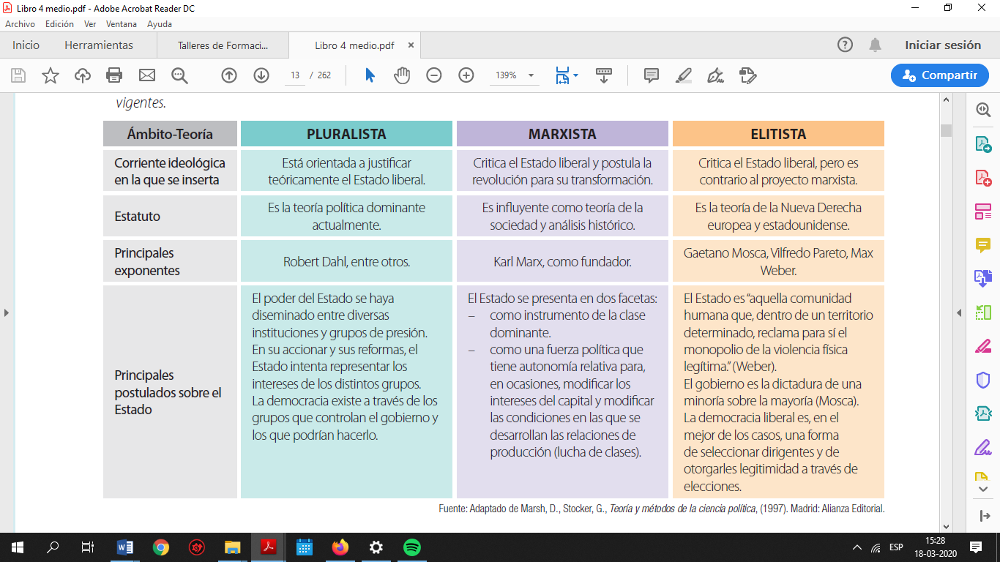 Libro 4 medio.pdf - Adobe Acrobat Reader DC
Archivo Edición Ver Ventana Ayuda
Inicio Herramientas Talleres de Formaci... Libro 4 medio.pdf × Iniciar sesión
13 / 262 139% Compartir
vigentes.
Ámbito-Teoría PLURALISTA MARXISTA ELITISTA
Corriente ideológica
en la que se inserta
Está orientada a justificar
teóricamente el Estado liberal.
Critica el Estado liberal y postula la
revolución para su transformación.
Critica el Estado liberal, pero es
contrario al proyecto marxista.
Estatuto
Es la teoría política dominante
actualmente.
Es influyente como teoría de la
sociedad y análisis histórico.
Es la teoría de la Nueva Derecha
europea y estadounidense.
Principales
exponentes
Robert Dahl, entre otros.
Karl Marx, como fundador.
Gaetano Mosca, Vilfredo Pareto, Max
Weber.
Principales
postulados sobre el
Estado
El poder del Estado se haya
diseminado entre diversas
instituciones y grupos de presión.
En su accionar y sus reformas, el
Estado intenta representar los
intereses de los distintos grupos.
La democracia existe a través de los
grupos que controlan el gobierno y
los que podrían hacerlo.
El Estado se presenta en dos facetas:
– como instrumento de la clase
dominante.
– como una fuerza política que
tiene autonomía relativa para,
en ocasiones, modificar los
intereses del capital y modificar
las condiciones en las que se
desarrollan las relaciones de
producción (lucha de clases).
El Estado es “aquella comunidad
humana que, dentro de un territorio
determinado, reclama para sí el
monopolio de la violencia física
legítima.” (Weber).
El gobierno es la dictadura de una
minoría sobre la mayoría (Mosca).
La democracia liberal es, en el
mejor de los casos, una forma
de seleccionar dirigentes y de
otorgarles legitimidad a través de
elecciones.
Fuente: Adaptado de Marsh, D., Stocker, G., Teoría y métodos de la ciencia política, (1997). Madrid: Alianza Editorial.
ESP
15:28
18-03-2020